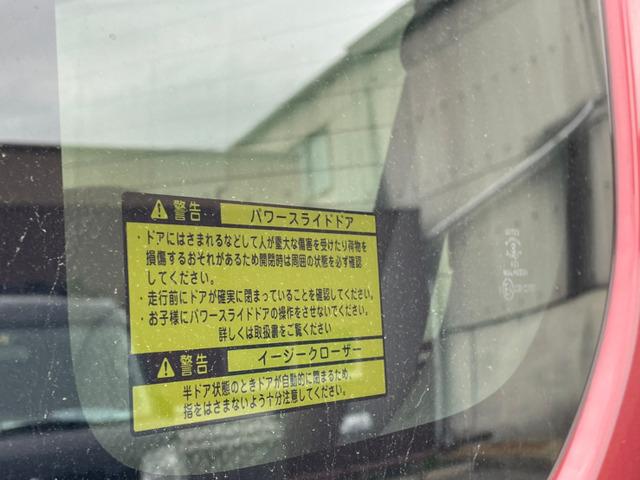 警告 パワースライドドア
・ドアにはさまれるなどして人が重大な傷害を受けたり荷物を
損傷するおそれがあるため開閉時は周囲の状態を必ず確認
してください。
・走行前にドアが確実に閉まっていることを確認してください。
・お子様にパワースライドドアの操作をさせないでください。
詳しくは取扱書をご覧ください
警告 イージークローザー
半ドア状態のときドアが自動的に閉まるため、
指をはさまないよう十分注意してください。